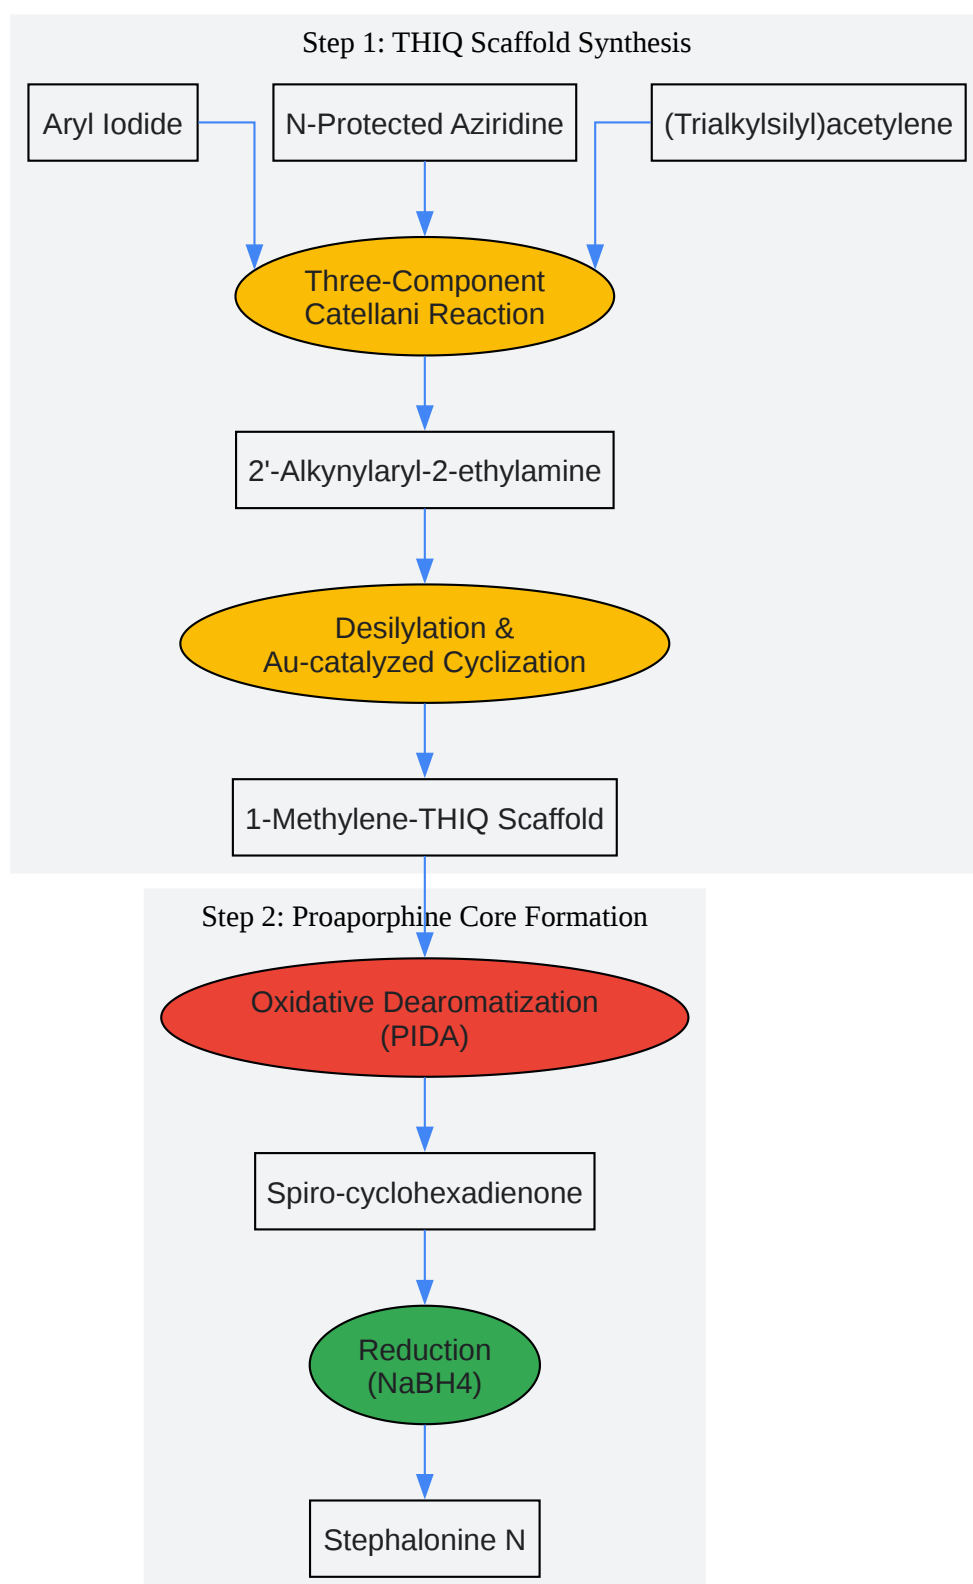 Step 1: THIQ Scaffold Synthesis
Aryl Iodide
N-Protected Aziridine
(Trialkylsilyl)acetylene
Three-Component
Catellani Reaction
2'-Alkynylaryl-2-ethylamine
Desilylation &
Au-catalyzed Cyclization
1-Methylene-THIQ Scaffold
Step 2: Proaporphine Core Formation
Oxidative Dearomatization
(PIDA)
Spiro-cyclohexadienone
Reduction
(NaBH4)
Stephalonine N